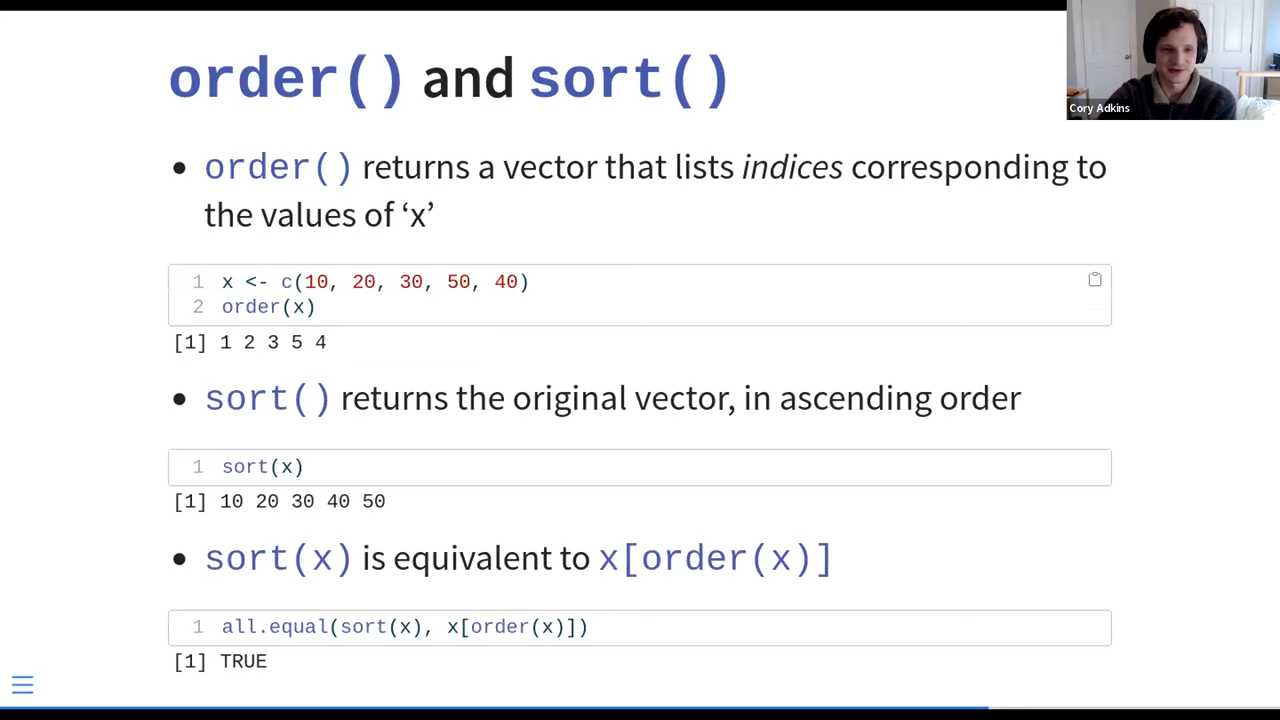 order() and sort()
Cory Adkins
• order() returns a vector that lists indices corresponding to
the values of ‘x’
1 x <- c(10, 20, 30, 50, 40)
2 order(x)
[1] 1 2 3 5 4
• sort() returns the original vector, in ascending order
1 sort(x)
[1] 10 20 30 40 50
• sort(x) is equivalent to x[order(x)]
1 all.equal(sort(x), x[order(x)])
[1] TRUE